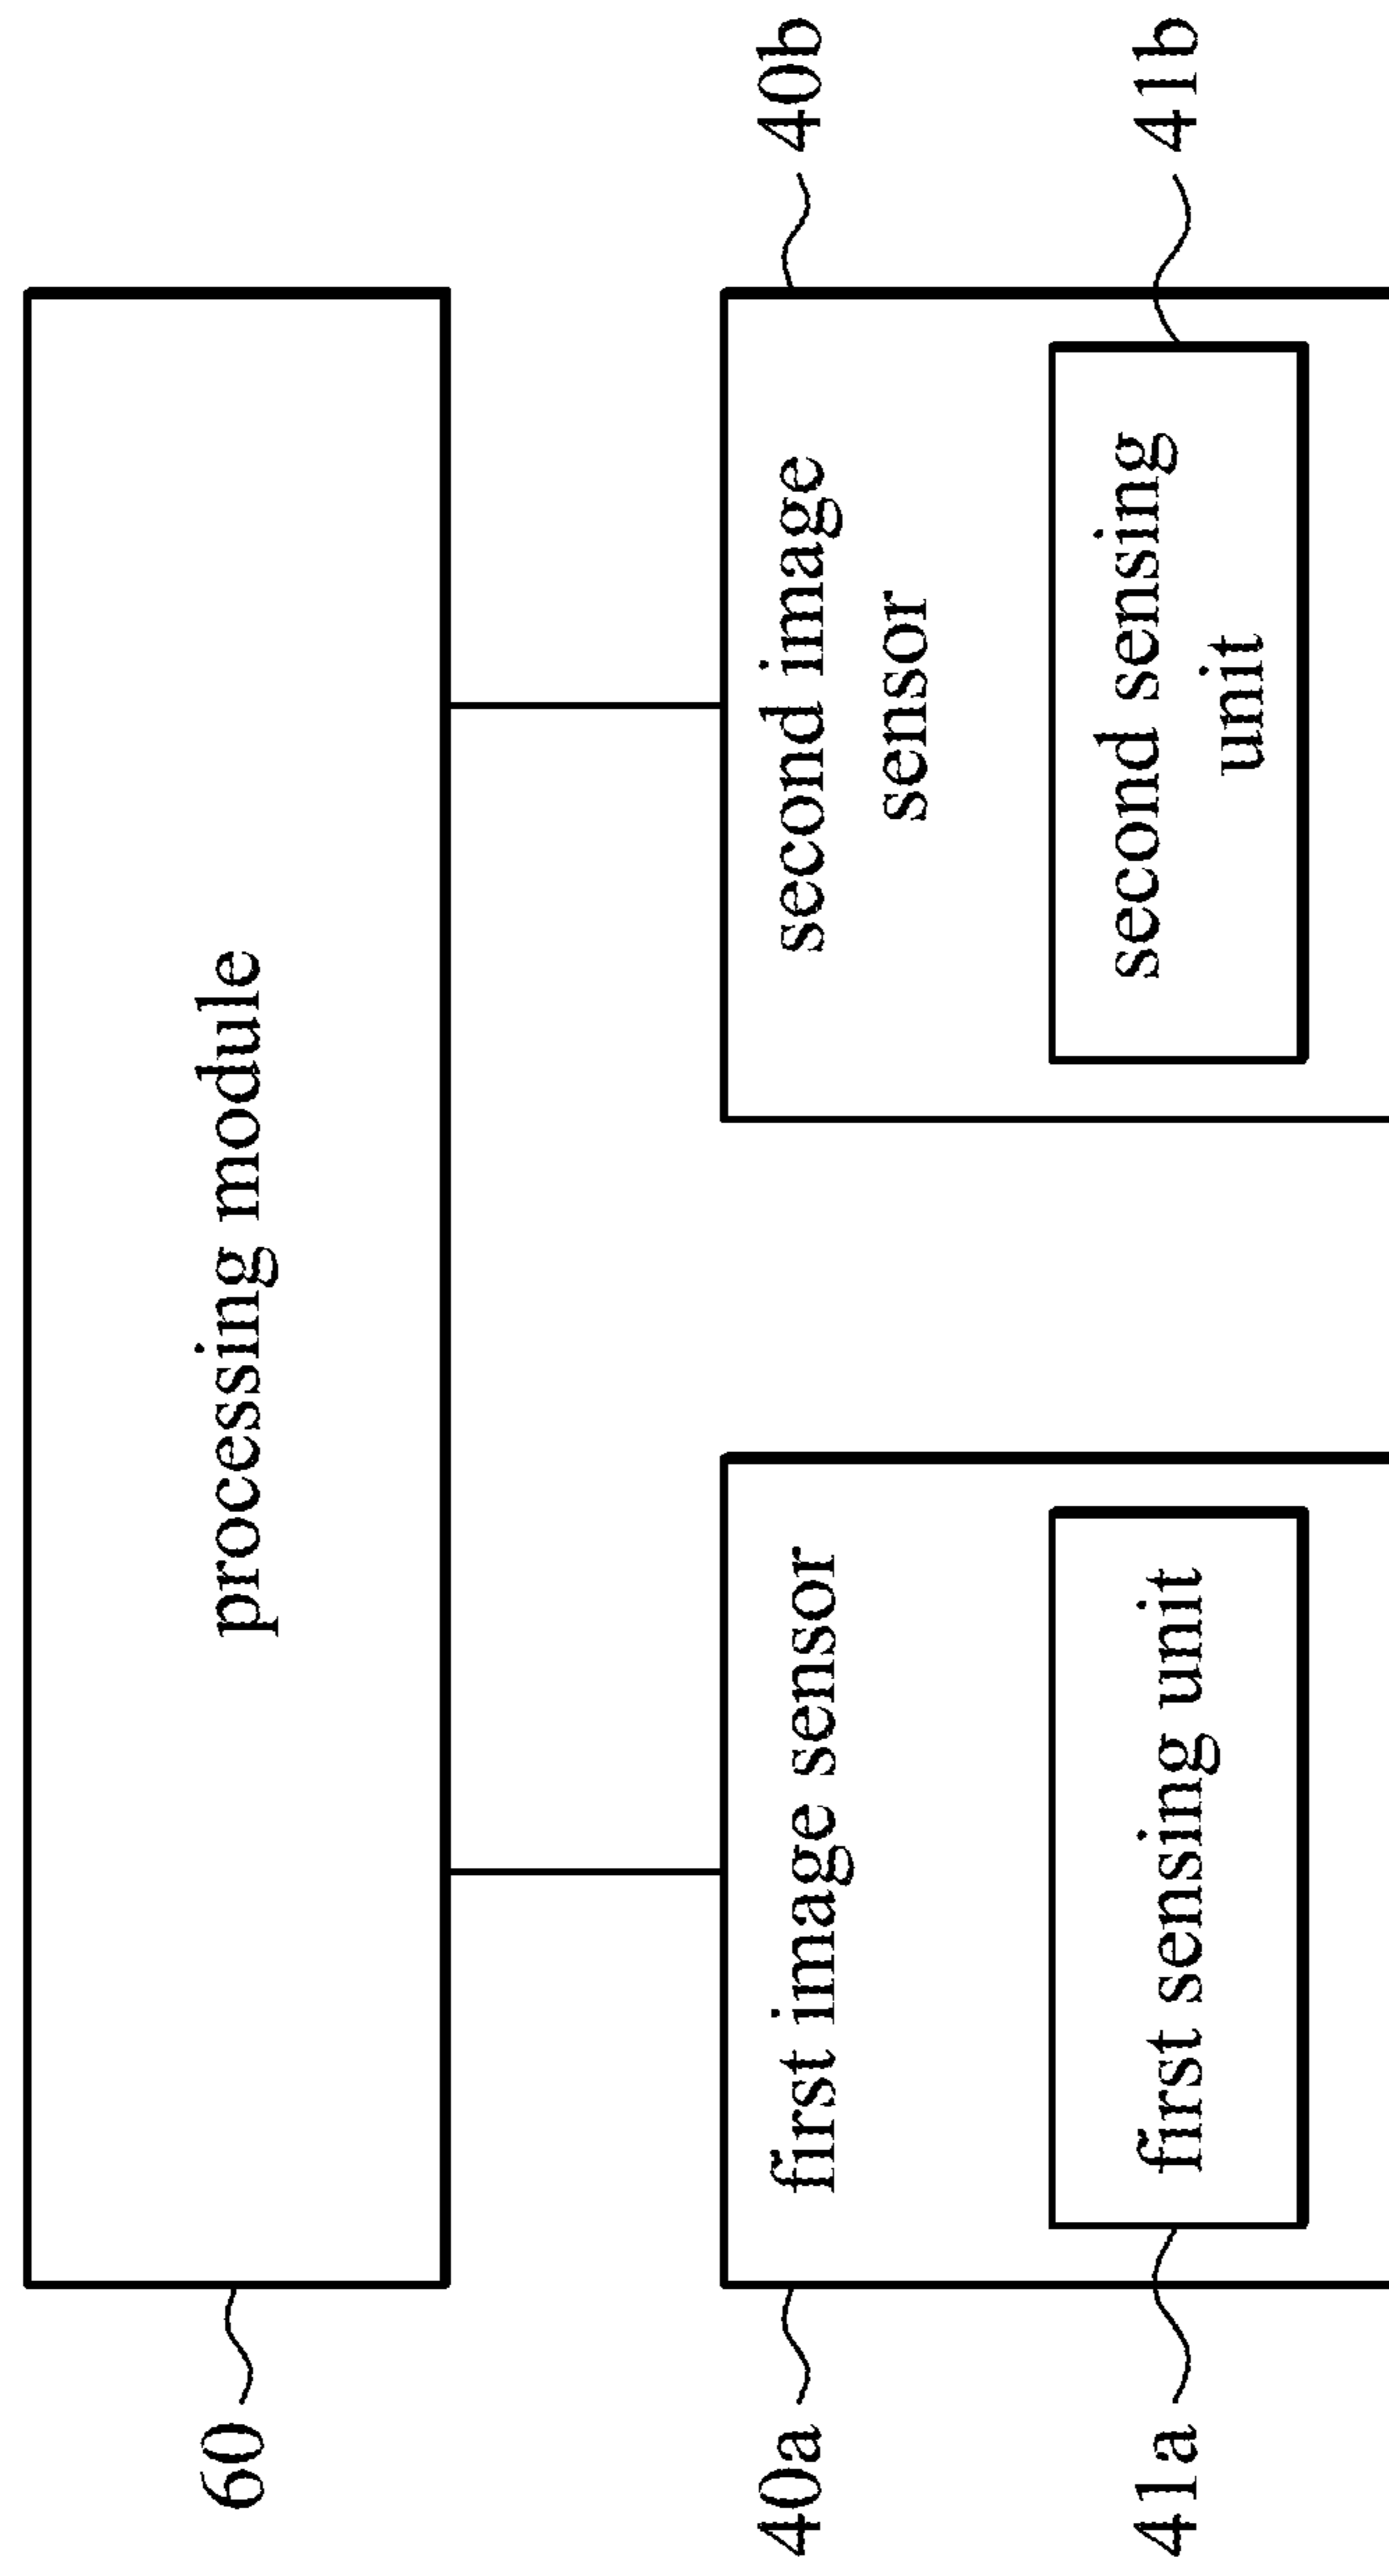 60
processing module
40a
first image sensor
41a
first sensing unit
second image
sensor
40b
second sensing
unit
41b